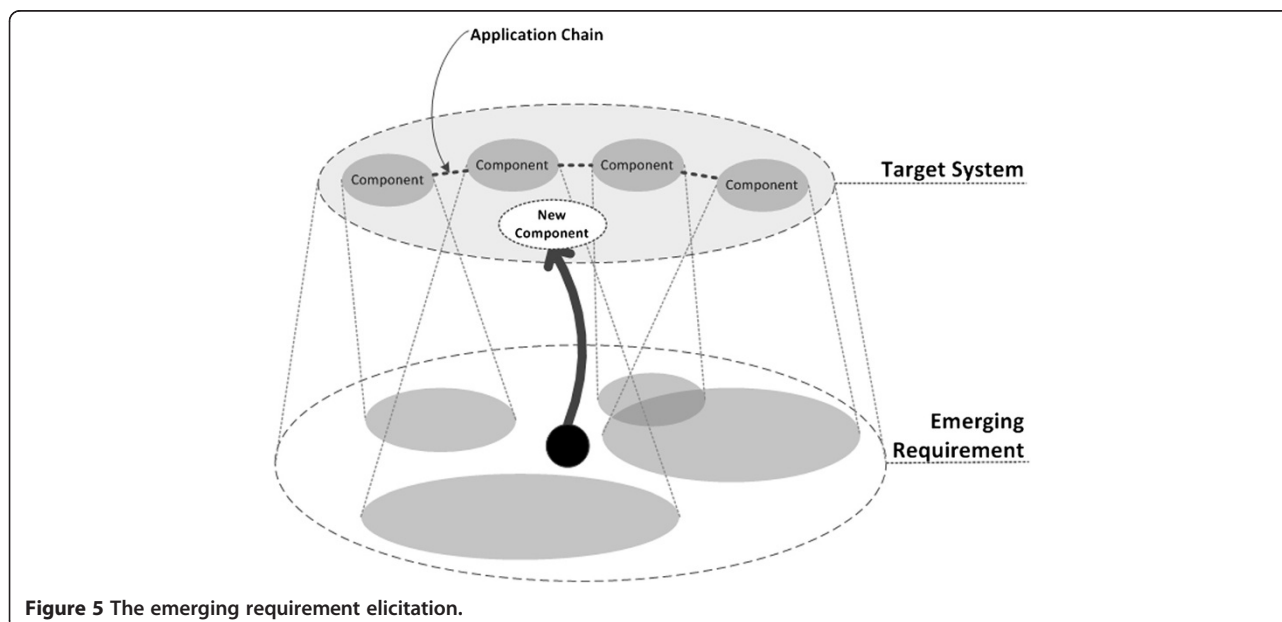 Application Chain
Component
Component
Component
Component
New
Component
Target System
Emerging
Requirement
Figure 5 The emerging requirement elicitation.